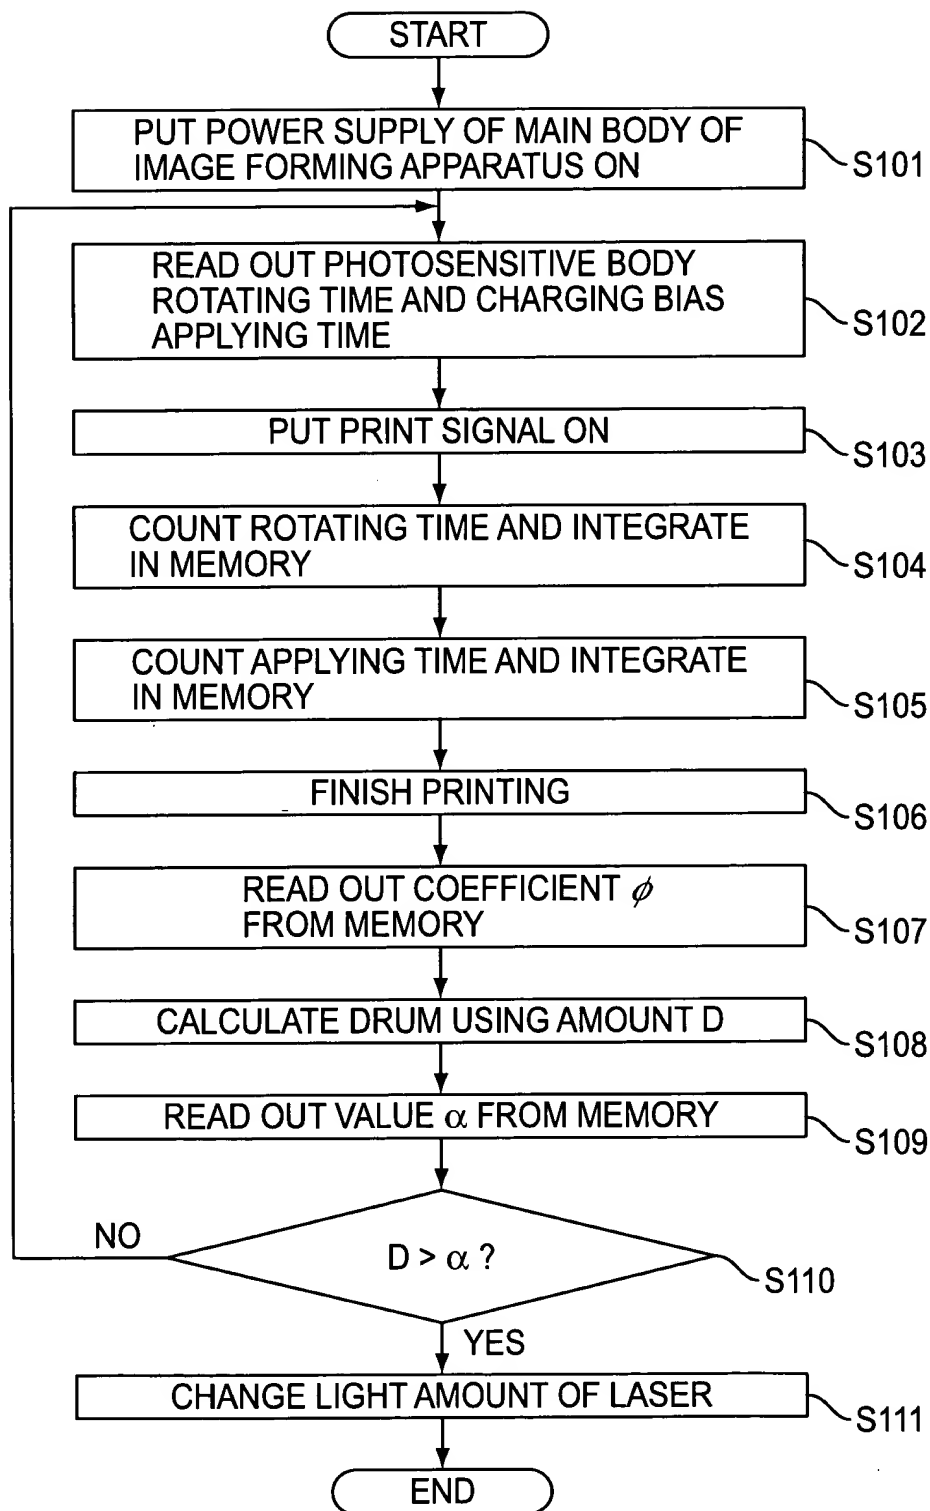 START
PUT POWER SUPPLY OF MAIN BODY OF
IMAGE FORMING APPARATUS ON
S101
READ OUT PHOTOSENSITIVE BODY
ROTATING TIME AND CHARGING BIAS
APPLYING TIME
S102
PUT PRINT SIGNAL ON
S103
COUNT ROTATING TIME AND INTEGRATE
IN MEMORY
S104
COUNT APPLYING TIME AND INTEGRATE
IN MEMORY
S105
FINISH PRINTING
S106
READ OUT COEFFICIENT ϕ
FROM MEMORY
S107
CALCULATE DRUM USING AMOUNT D
S108
READ OUT VALUE α FROM MEMORY
S109
NO
D > α ?
S110
YES
CHANGE LIGHT AMOUNT OF LASER
S111
END